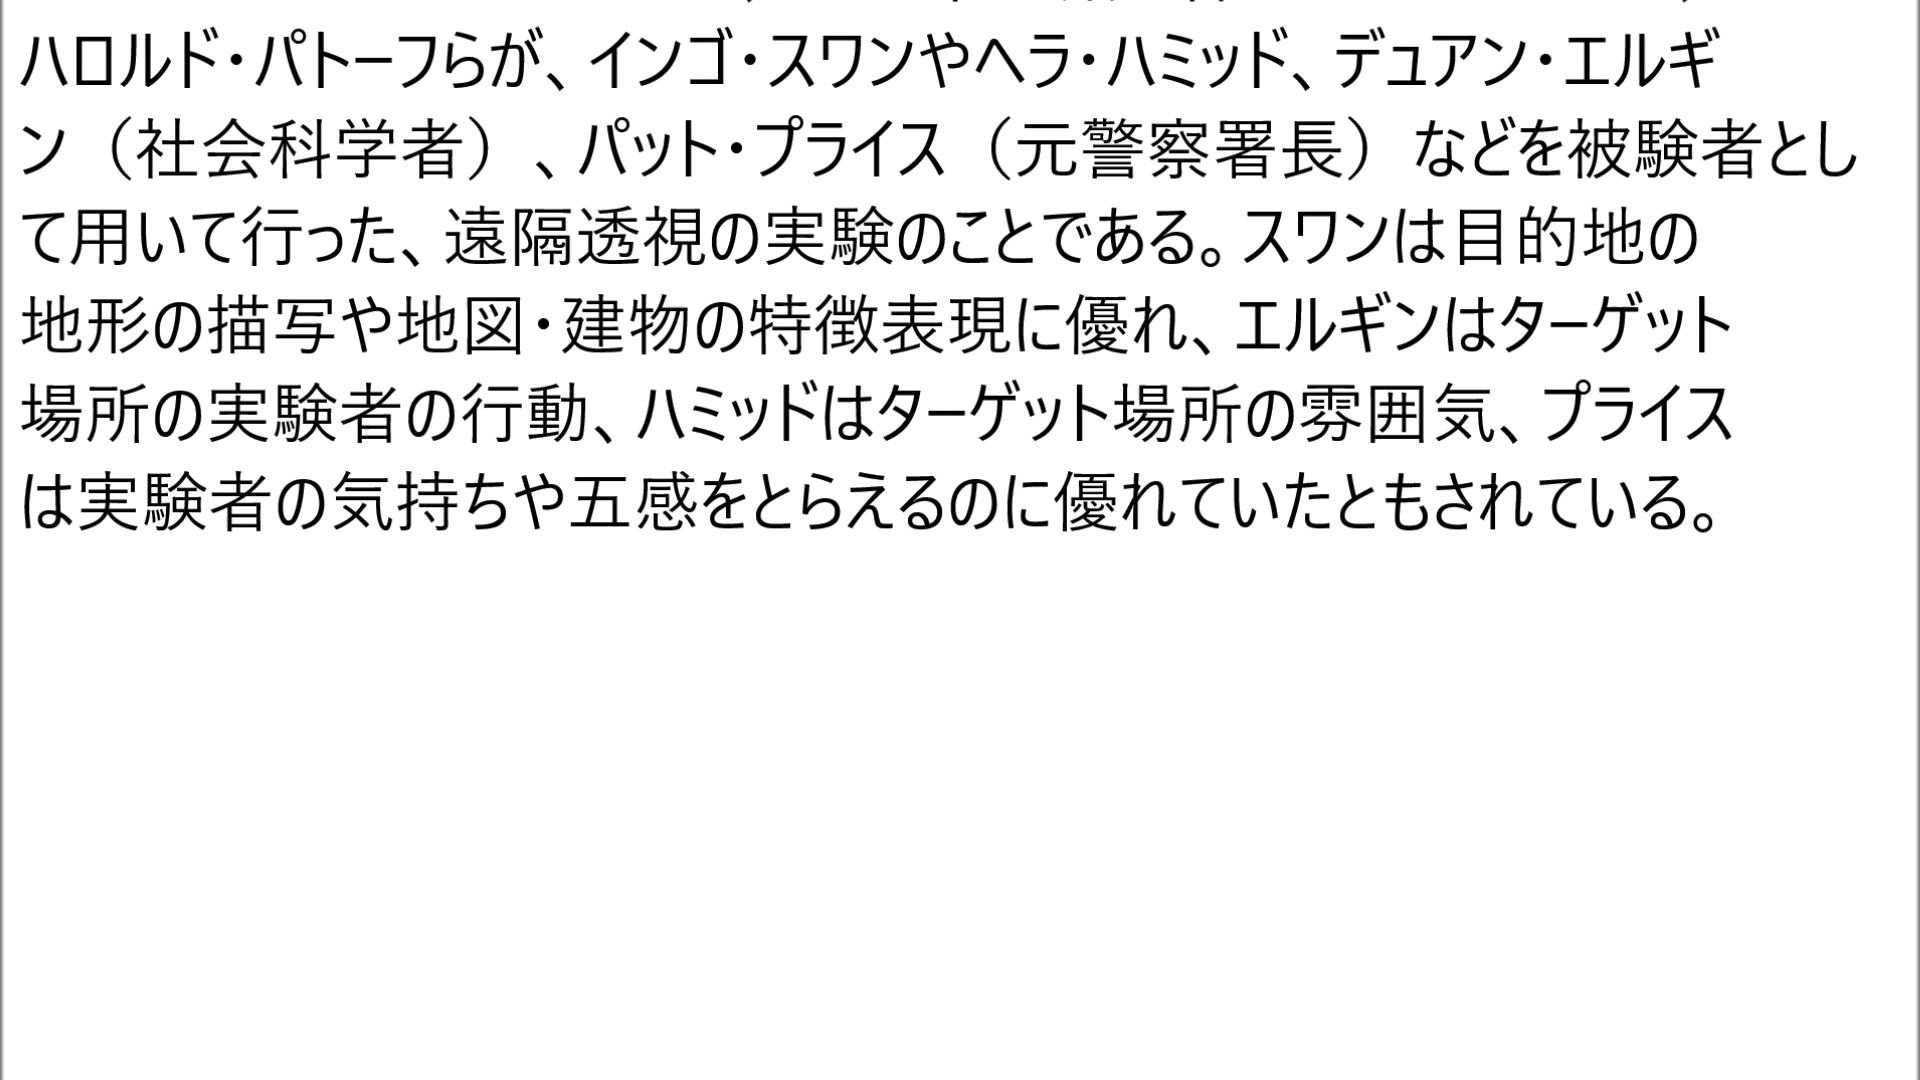 ハロルド・パトーフらが、インゴ・スワンやヘラ・ハミッド、デュアン・エルギ
ン（社会科学者）、パット・プライス（元警察署長）などを被験者とし
て用いて行った、遠隔透視の実験のことである。スワンは目的地の
地形の描写や地図・建物の特徴表現に優れ、エルギンはターゲット
場所の実験者の行動、ハミッドはターゲット場所の雰囲気、プライス
は実験者の気持ちや五感をとらえるのに優れていたともされている。